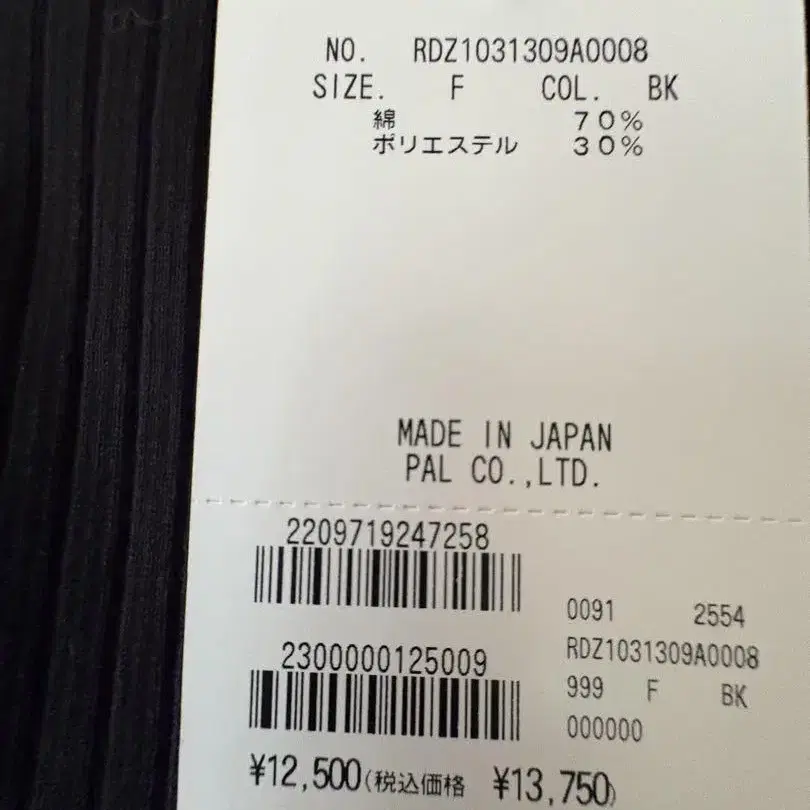 NO. RDZ1031309A0008
SIZE. F COL. BK
綿 70%
ポリエステル 30%
MADE IN JAPAN
PAL CO.,LTD.
2209719247258
0091 2554
2300000125009
RDZ1031309A0008
999 F BK
000000
¥12,500(税込価格 ¥13,750)